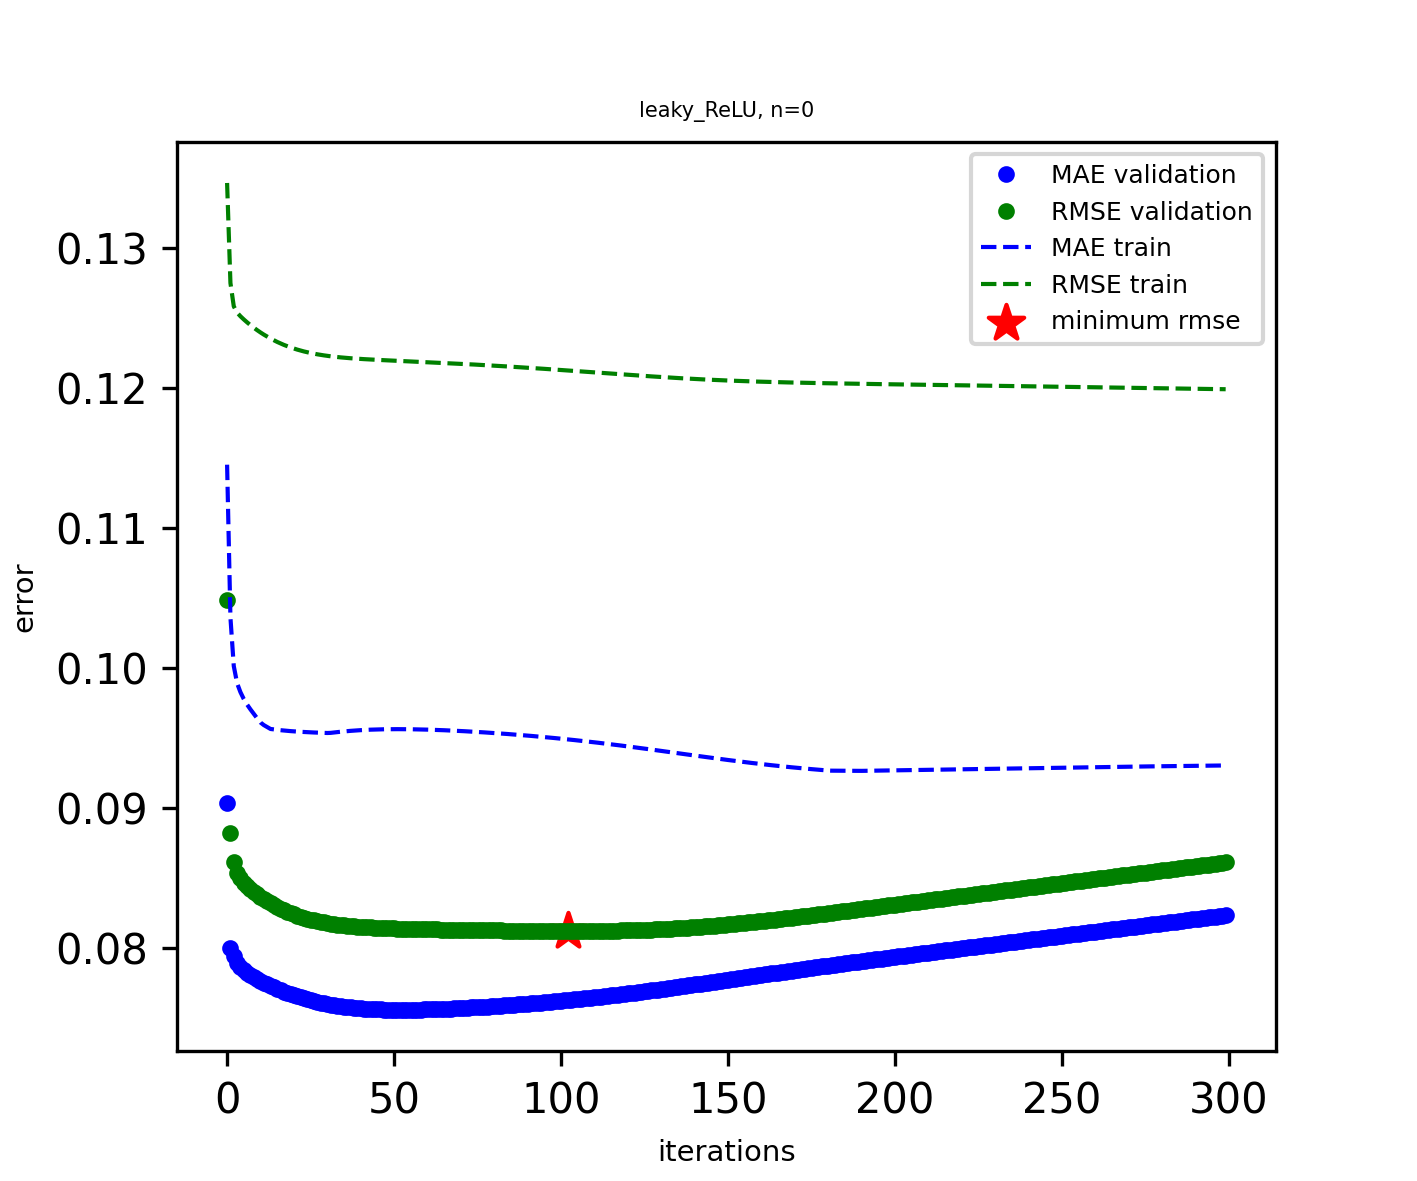 leaky_ReLU, n=0
MAE validation
RMSE validation
MAE train
RMSE train
minimum rmse
0.13
0.12
0.11
0.10
0.09
0.08
error
0 50 100 150 200 250 300
iterations